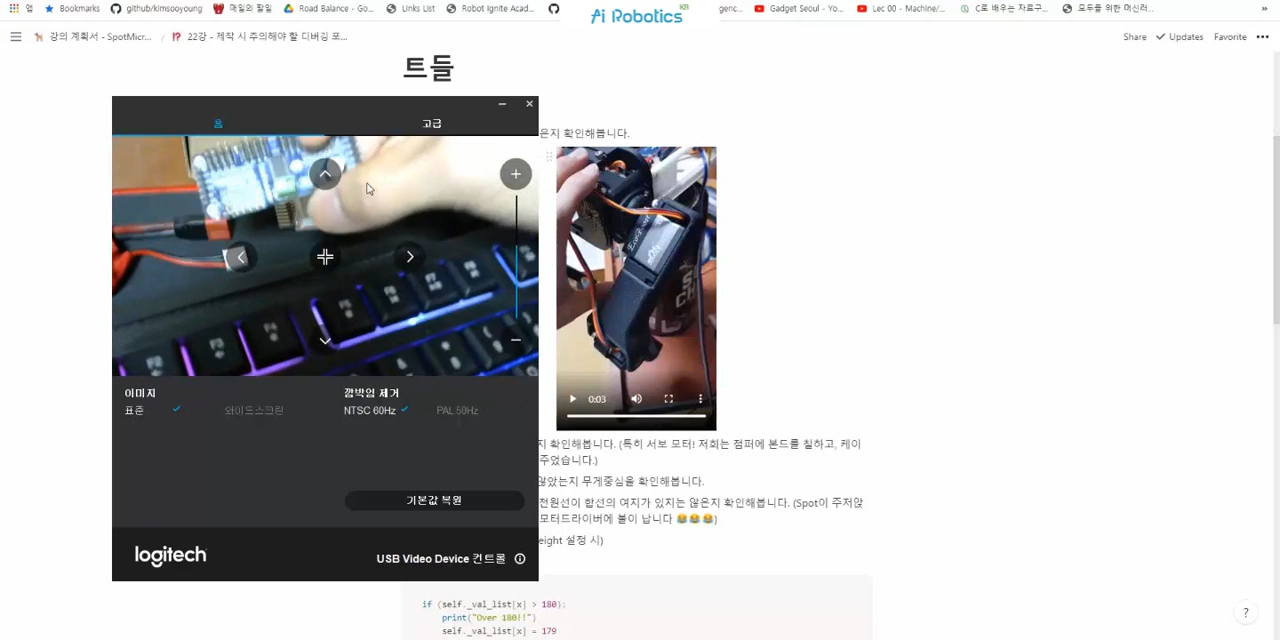 앱 Bookmarks github/kimsooyoung 매일의 팔일 Road Balance - Go... Links List Robot Ignite Acad... genc... Gadget Seoul - Yo... Lec 00 - Machine/... C로 배우는 자료구... 모두를 위한 머신러... »
Ai Robotics KR
강의 계획서 - SpotMicr... / 22강 - 제작 시 주의해야 할 디버깅 포... Share Updates Favorite •••
트들
홈 고급
은지 확인해봅니다.
0:03
이미지 깜박임 제거
표준 와이드스크린 NTSC 60Hz PAL 50Hz
지 확인해봅니다. (특히 서보 모터! 저희는 점퍼에 본드를 칠하고, 케이
주었습니다.)
않았는지 무게중심을 확인해봅니다.
기본값 복원
전원선이 합선의 여지가 있지는 않은지 확인해봅니다. (Spot이 주저앉
모터드라이버에 불이 납니다 😂😂😂)
eight 설정 시)
logitech USB Video Device 컨트롤
if (self._val_list[x] > 180):
print("Over 180!!")
self._val_list[x] = 179
?